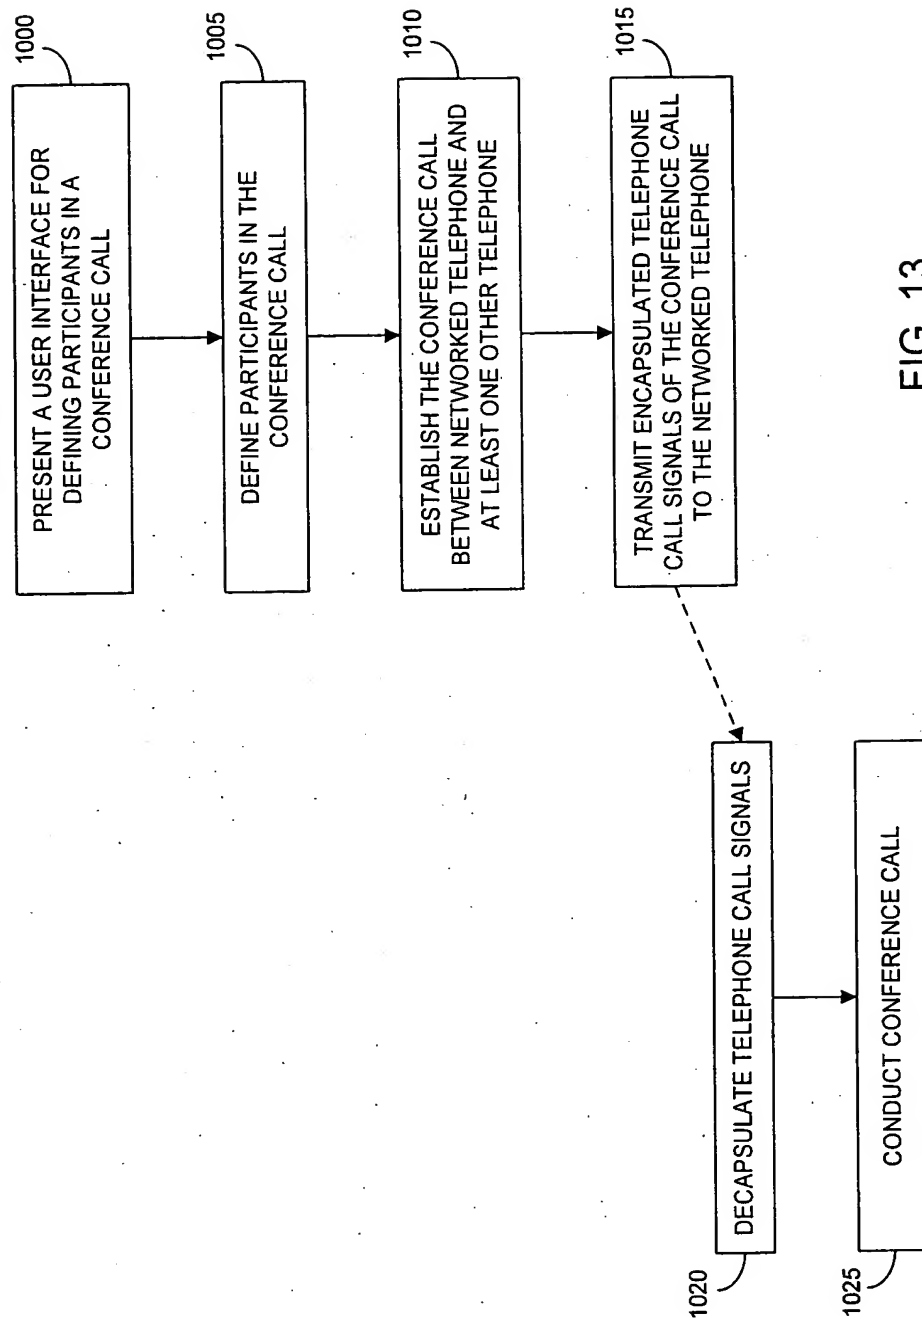 1000
PRESENT A USER INTERFACE FOR
DEFINING PARTICIPANTS IN A
CONFERENCE CALL
1005
DEFINE PARTICIPANTS IN THE
CONFERENCE CALL
1010
ESTABLISH THE CONFERENCE CALL
BETWEEN NETWORKED TELEPHONE AND
AT LEAST ONE OTHER TELEPHONE
1015
TRANSMIT ENCAPSULATED TELEPHONE
CALL SIGNALS OF THE CONFERENCE CALL
TO THE NETWORKED TELEPHONE
1020
DECAPSULATE TELEPHONE CALL SIGNALS
1025
CONDUCT CONFERENCE CALL
FIG. 13